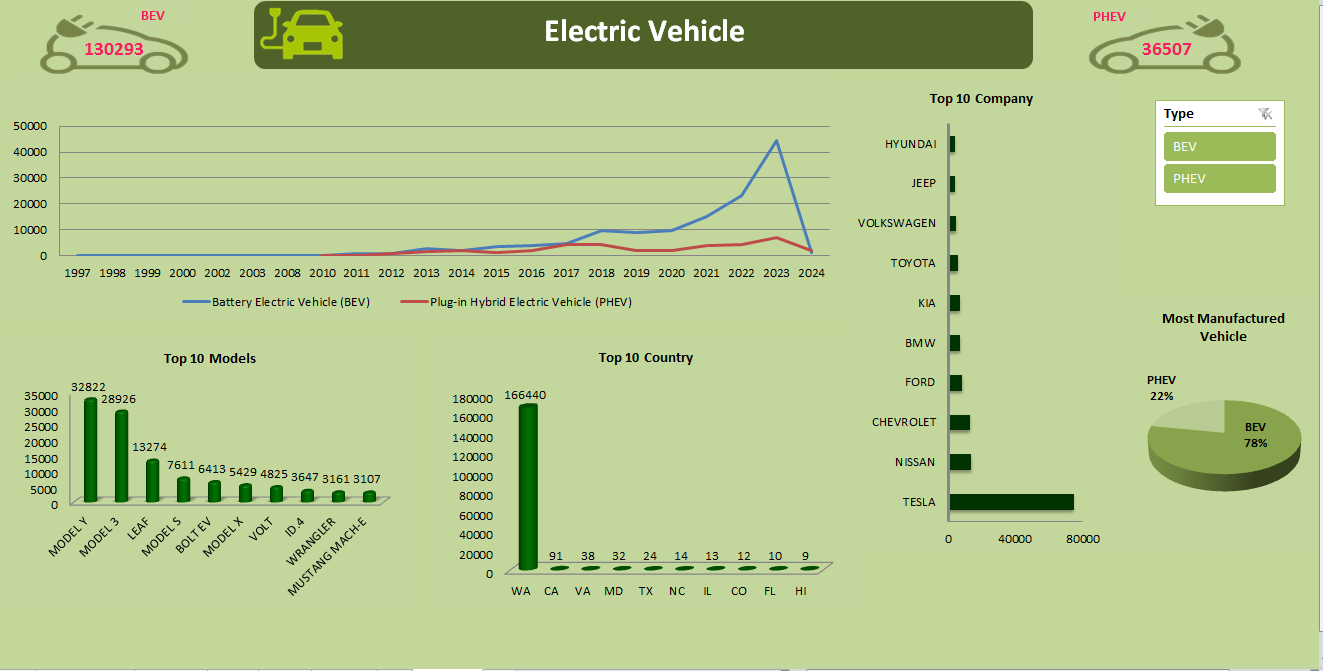 BEV
130293
Electric Vehicle
PHEV
36507
50000
40000
30000
20000
10000
0
1997 1998 1999 2000 2002 2003 2008 2010 2011 2012 2013 2014 2015 2016 2017 2018 2019 2020 2021 2022 2023 2024
Battery Electric Vehicle (BEV) Plug-in Hybrid Electric Vehicle (PHEV)
Top 10 Models
35000
30000
25000
20000
15000
10000
5000
0
32822 28926 13274 7611 6413 5429 4825 3647 3161 3107
MODEL Y MODEL 3 LEAF MODEL S BOLT EV MODEL X VOLT ID.4 WRANGLER MUSTANG MACH-E
Top 10 Country
180000
160000
140000
120000
100000
80000
60000
40000
20000
0
166440 91 38 32 24 14 13 12 10 9
WA CA VA MD TX NC IL CO FL HI
Top 10 Company
HYUNDAI
JEEP
VOLKSWAGEN
TOYOTA
KIA
BMW
FORD
CHEVROLET
NISSAN
TESLA
0 40000 80000
Type
BEV
PHEV
Most Manufactured
Vehicle
PHEV
22%
BEV
78%